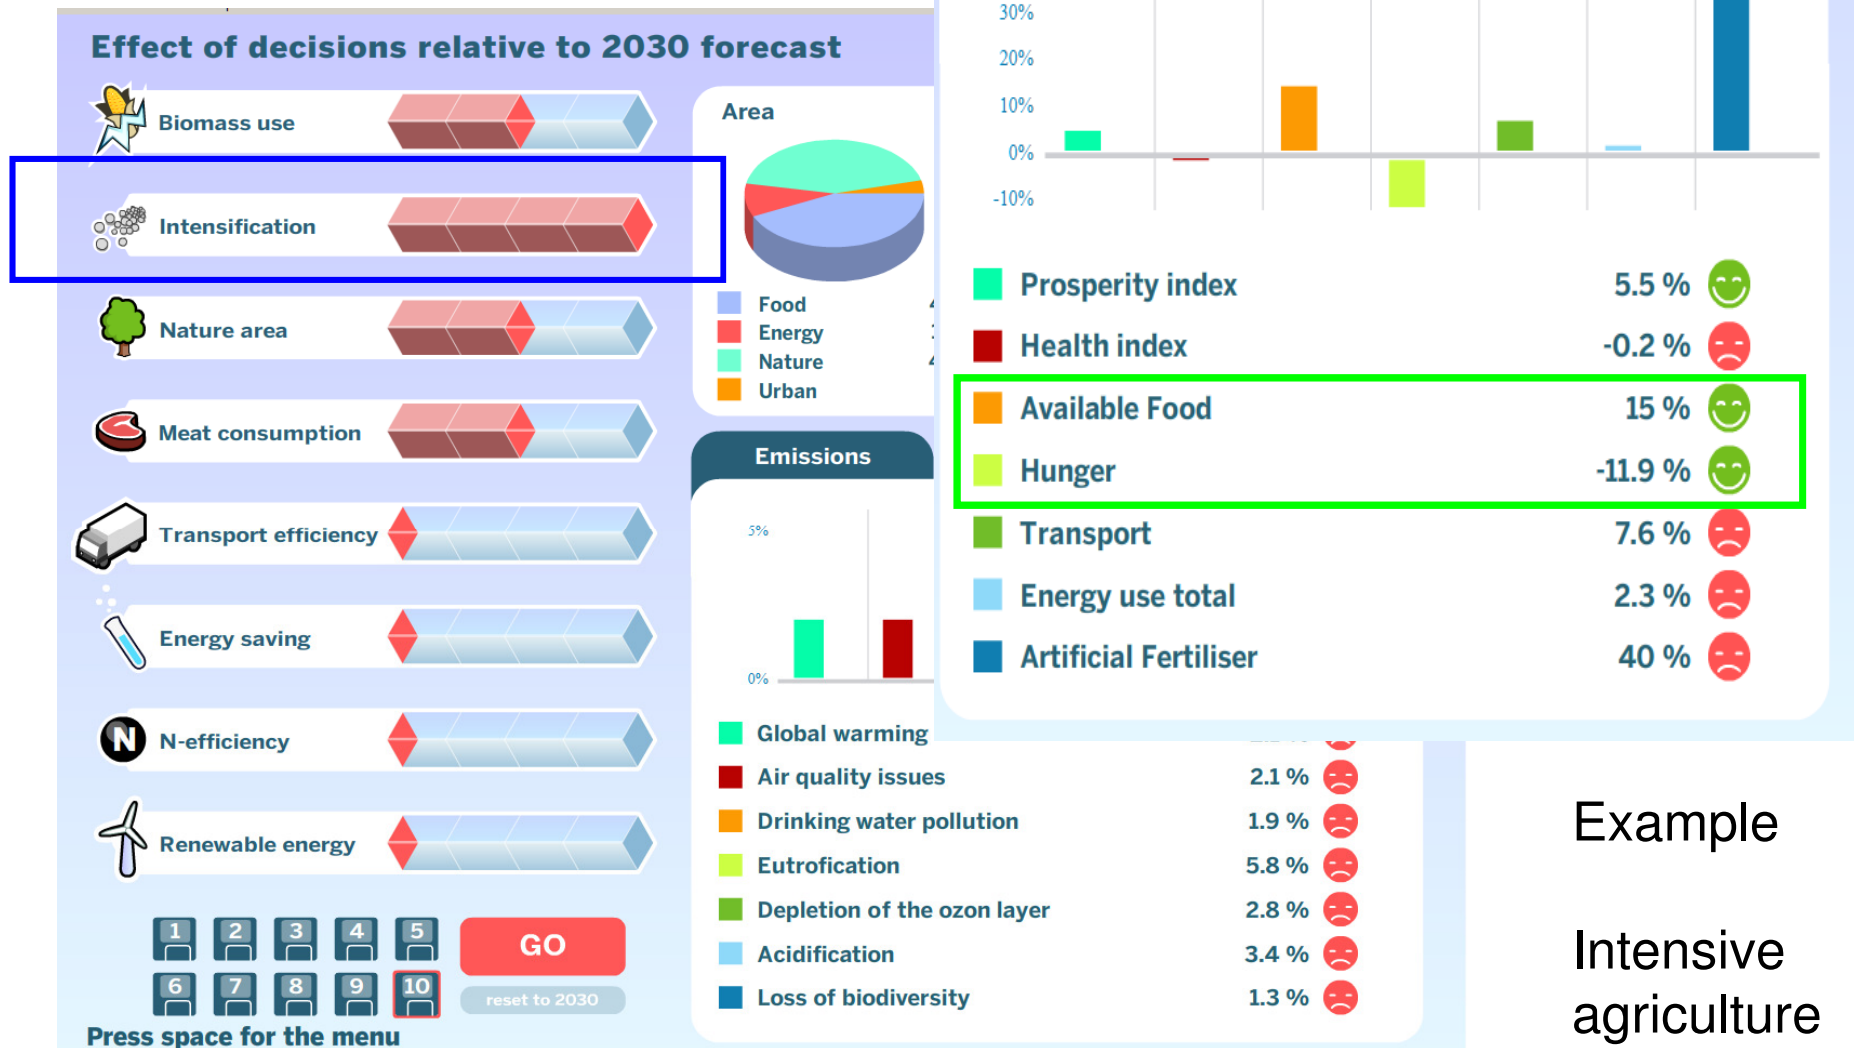 Effect of decisions relative to 2030 forecast
Biomass use
Intensification
Nature area
Meat consumption
Transport efficiency
Energy saving
N
N-efficiency
Renewable energy
1 2 3 4 5
6 7 8 9 10
GO
reset to 2030
Press space for the menu
Area
Food
Energy
Nature
Urban
Emissions
5%
0%
Global warming
Air quality issues 2.1 %
Drinking water pollution 1.9 %
Eutrofication 5.8 %
Depletion of the ozon layer 2.8 %
Acidification 3.4 %
Loss of biodiversity 1.3 %
30%
20%
10%
0%
-10%
Prosperity index 5.5 %
Health index -0.2 %
Available Food 15 %
Hunger -11.9 %
Transport 7.6 %
Energy use total 2.3 %
Artificial Fertiliser 40 %
Example
Intensive
agriculture